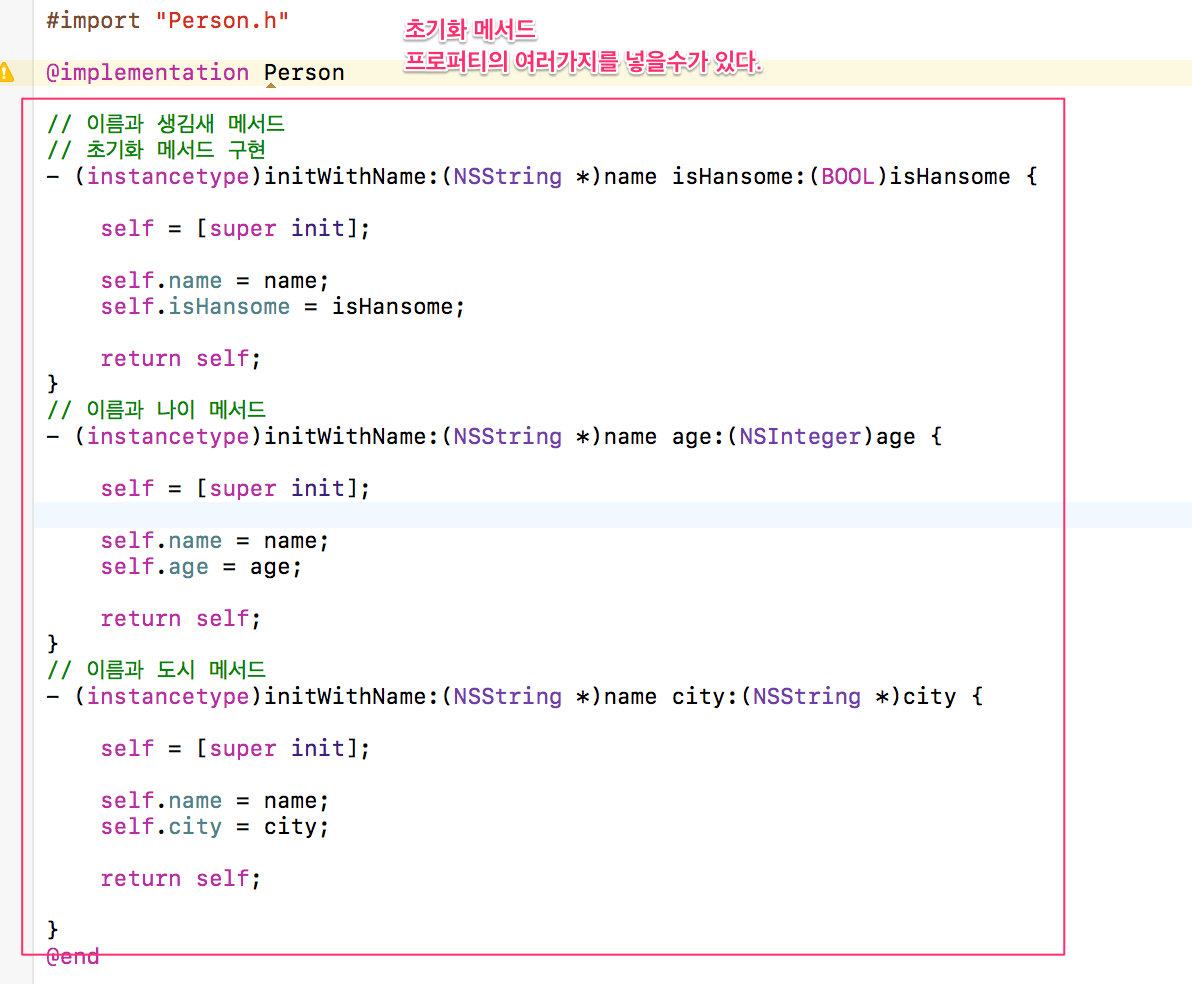 #import "Person.h"
초기화 메서드
프로퍼티의 여러가지를 넣을수가 있다.
@implementation Person
// 이름과 생김새 메서드
// 초기화 메서드 구현
- (instancetype)initWithName:(NSString *)name isHansome:(BOOL)isHansome {
self = [super init];
self.name = name;
self.isHansome = isHansome;
return self;
}
// 이름과 나이 메서드
- (instancetype)initWithName:(NSString *)name age:(NSInteger)age {
self = [super init];
self.name = name;
self.age = age;
return self;
}
// 이름과 도시 메서드
- (instancetype)initWithName:(NSString *)name city:(NSString *)city {
self = [super init];
self.name = name;
self.city = city;
return self;
}
@end